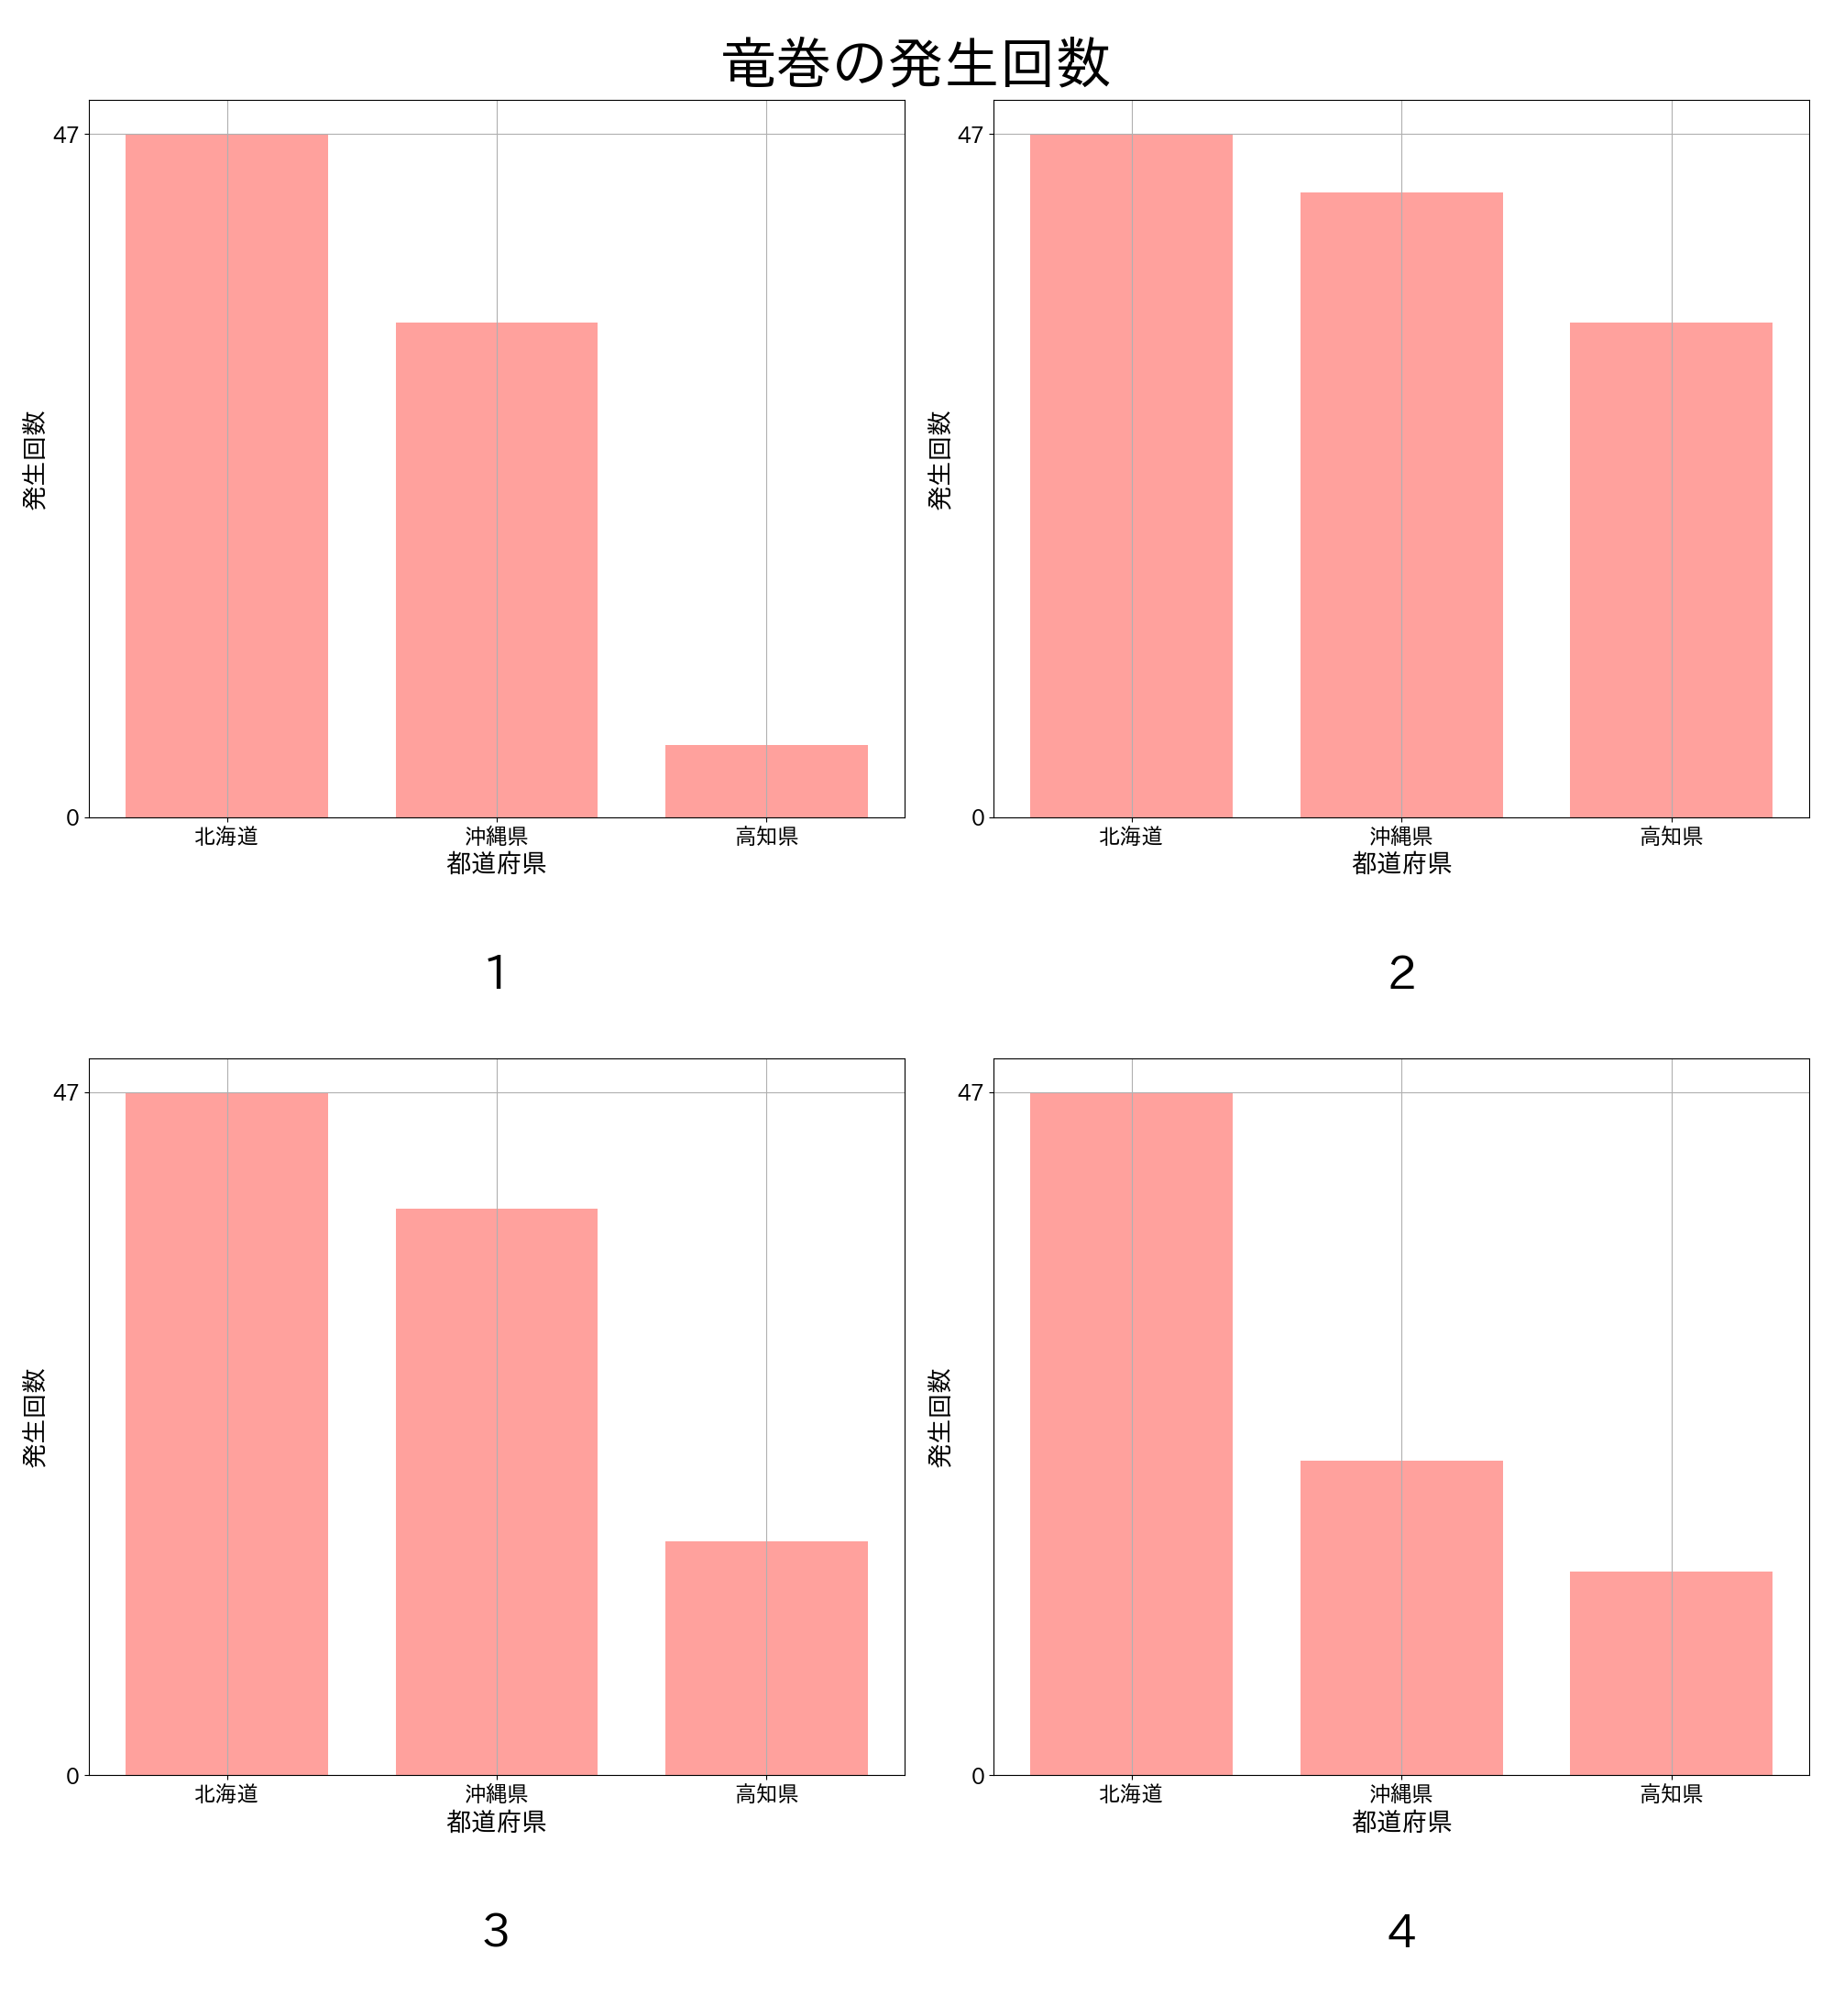 竜巻の発生回数
47
0
発生回数
北海道 沖縄県 高知県
都道府県
1
47
0
発生回数
北海道 沖縄県 高知県
都道府県
2
47
0
発生回数
北海道 沖縄県 高知県
都道府県
3
47
0
発生回数
北海道 沖縄県 高知県
都道府県
4